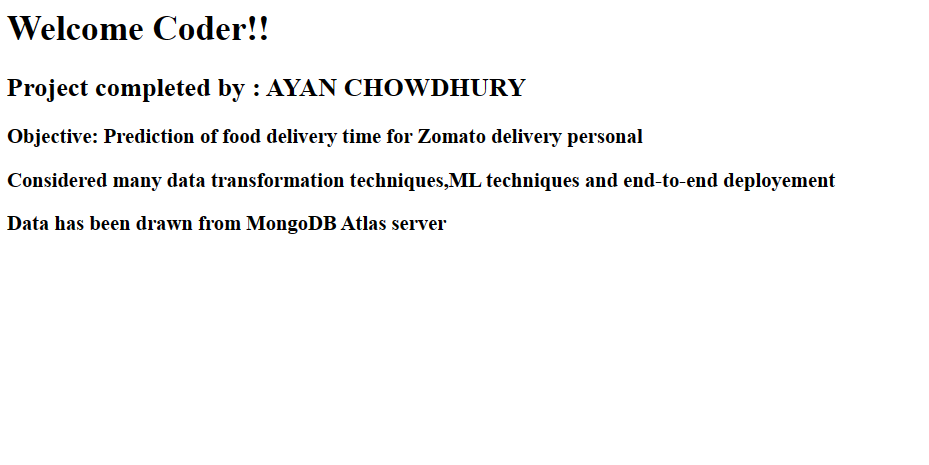 Welcome Coder!!
Project completed by : AYAN CHOWDHURY
Objective: Prediction of food delivery time for Zomato delivery personal
Considered many data transformation techniques,ML techniques and end-to-end deployement
Data has been drawn from MongoDB Atlas server